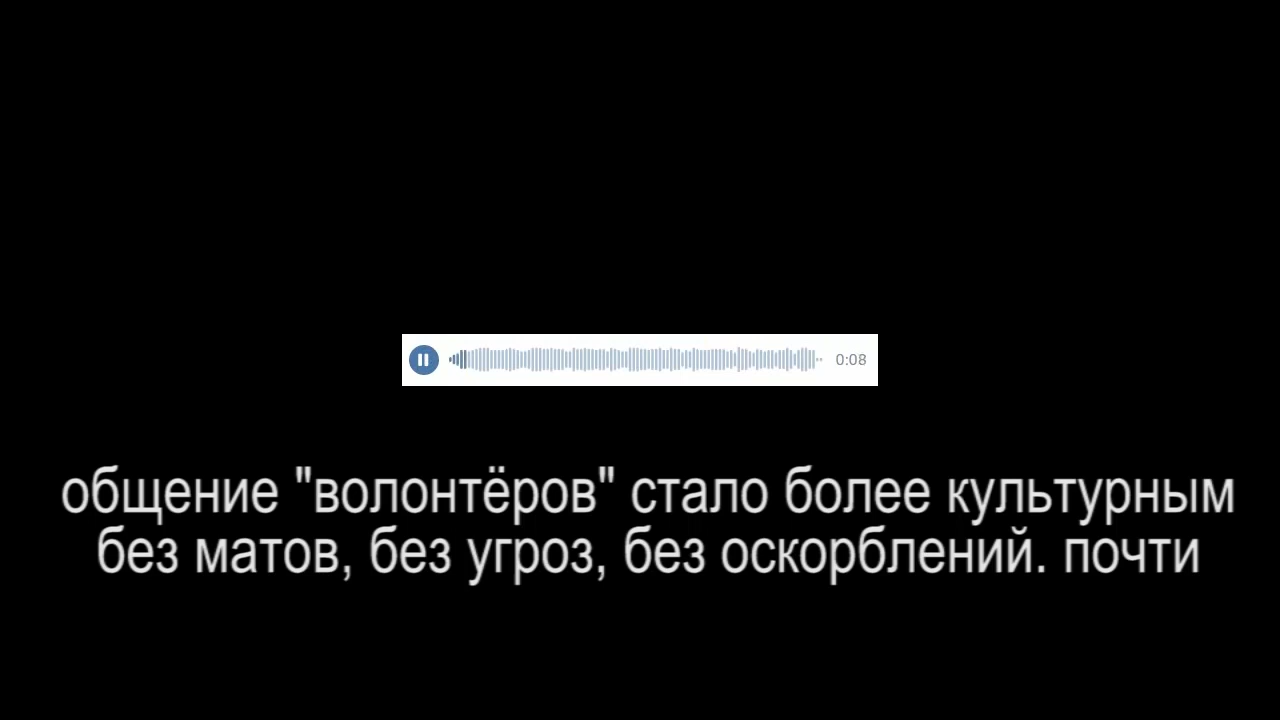 0:08
общение "волонтёров" стало более культурным
без матов, без угроз, без оскорблений. почти